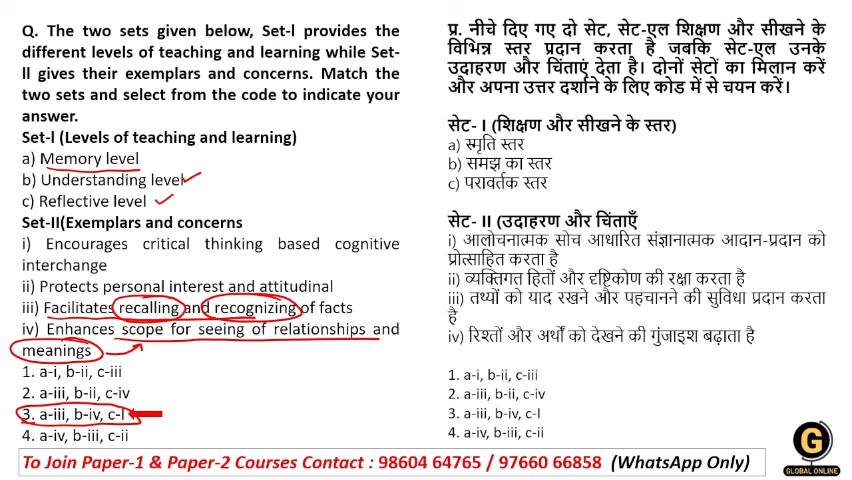 Q. The two sets given below, Set-l provides the
different levels of teaching and learning while Set-
ll gives their exemplars and concerns. Match the
two sets and select from the code to indicate your
answer.
Set-l (Levels of teaching and learning)
a) Memory level
b) Understanding level
c) Reflective level
Set-II(Exemplars and concerns
i) Encourages critical thinking based cognitive
interchange
ii) Protects personal interest and attitudinal
iii) Facilitates recalling and recognizing of facts
iv) Enhances scope for seeing of relationships and
meanings
1. a-i, b-ii, c-iii
2. a-iii, b-ii, c-iv
3. a-iii, b-iv, c-I
4. a-iv, b-iii, c-ii
प्र. नीचे दिए गए दो सेट, सेट-एल शिक्षण और सीखने के
विभिन्न स्तर प्रदान करता है जबकि सेट-एल उनके
उदाहरण और चिंताएं देता है। दोनों सेटों का मिलान करें
और अपना उत्तर दर्शाने के लिए कोड में से चयन करें।
सेट- I (शिक्षण और सीखने के स्तर)
a) स्मृति स्तर
b) समझ का स्तर
c) परावर्तक स्तर
सेट- II (उदाहरण और चिंताएँ
i) आलोचनात्मक सोच आधारित संज्ञानात्मक आदान-प्रदान को
प्रोत्साहित करता है
ii) व्यक्तिगत हितों और दृष्टिकोण की रक्षा करता है
iii) तथ्यों को याद रखने और पहचानने की सुविधा प्रदान करता
है
iv) रिश्तों और अर्थों को देखने की गुंजाइश बढ़ाता है
1. a-i, b-ii, c-iii
2. a-iii, b-ii, c-iv
3. a-iii, b-iv, c-I
4. a-iv, b-iii, c-ii
G
GLOBAL ONLINE
To Join Paper-1 & Paper-2 Courses Contact : 98604 64765 / 97660 66858 (WhatsApp Only)